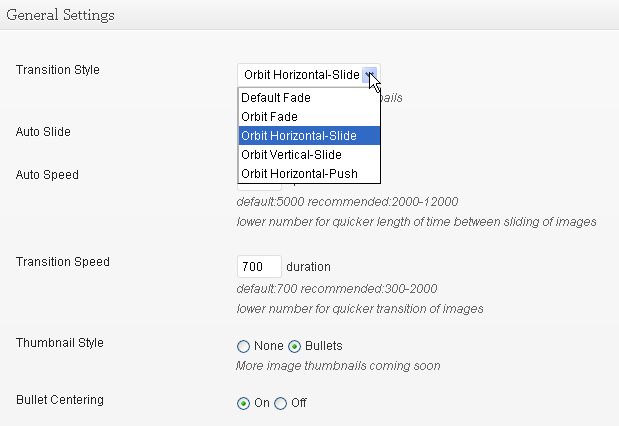 General Settings
Transition Style
Orbit Horizontal-Slide
Default Fade
Orbit Fade
Orbit Horizontal-Slide
Orbit Vertical-Slide
Orbit Horizontal-Push
Auto Slide
Auto Speed
default:5000 recommended:2000-12000
lower number for quicker length of time between sliding of images
Transition Speed
700 duration
default:700 recommended:300-2000
lower number for quicker transition of images
Thumbnail Style
None Bullets
More image thumbnails coming soon
Bullet Centering
On Off